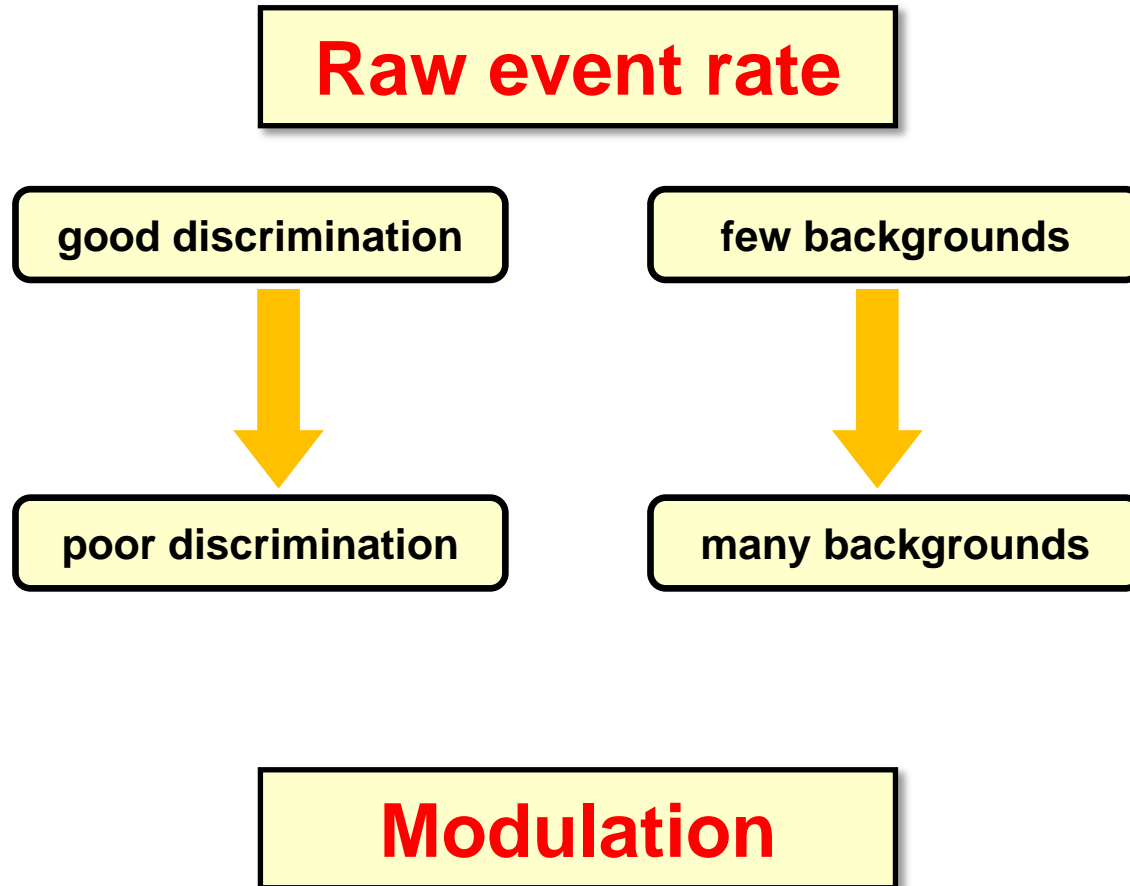 Raw event rate
good discrimination
few backgrounds
poor discrimination
many backgrounds
Modulation